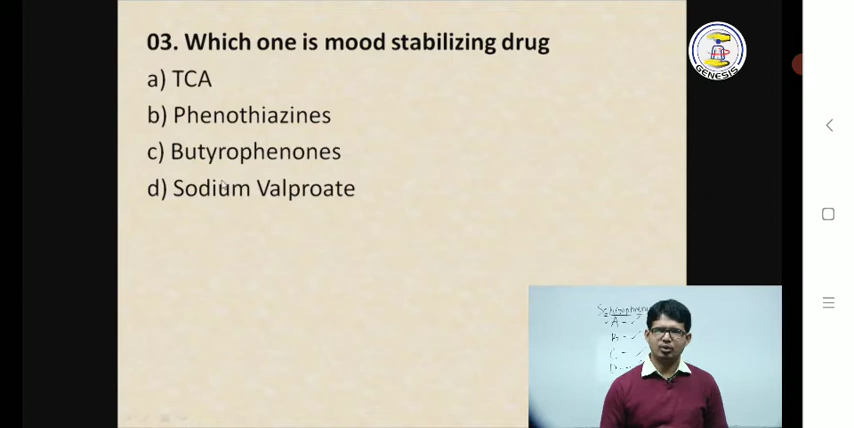 03. Which one is mood stabilizing drug
a) TCA
b) Phenothiazines
c) Butyrophenones
d) Sodium Valproate
GENESIS
A -
B -
C -
D -